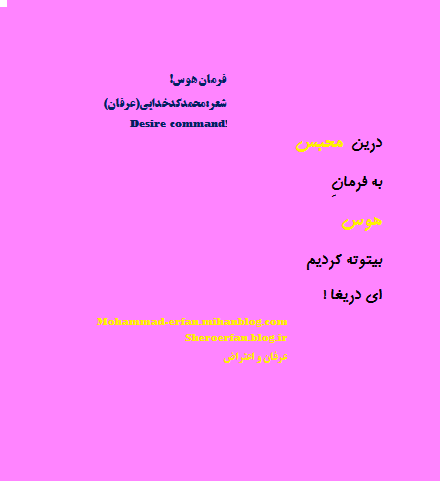 فرمان هوس!
شعر:محمدکدخدایی(عرفان)
Desire command!
درین محبس
به فرمانِ
هوس
بیتوته کردیم
ای دریغا !
Mohammad-erfan.mihanblog.com
Sheroerfan.blog.ir
عرفان و اعتراض